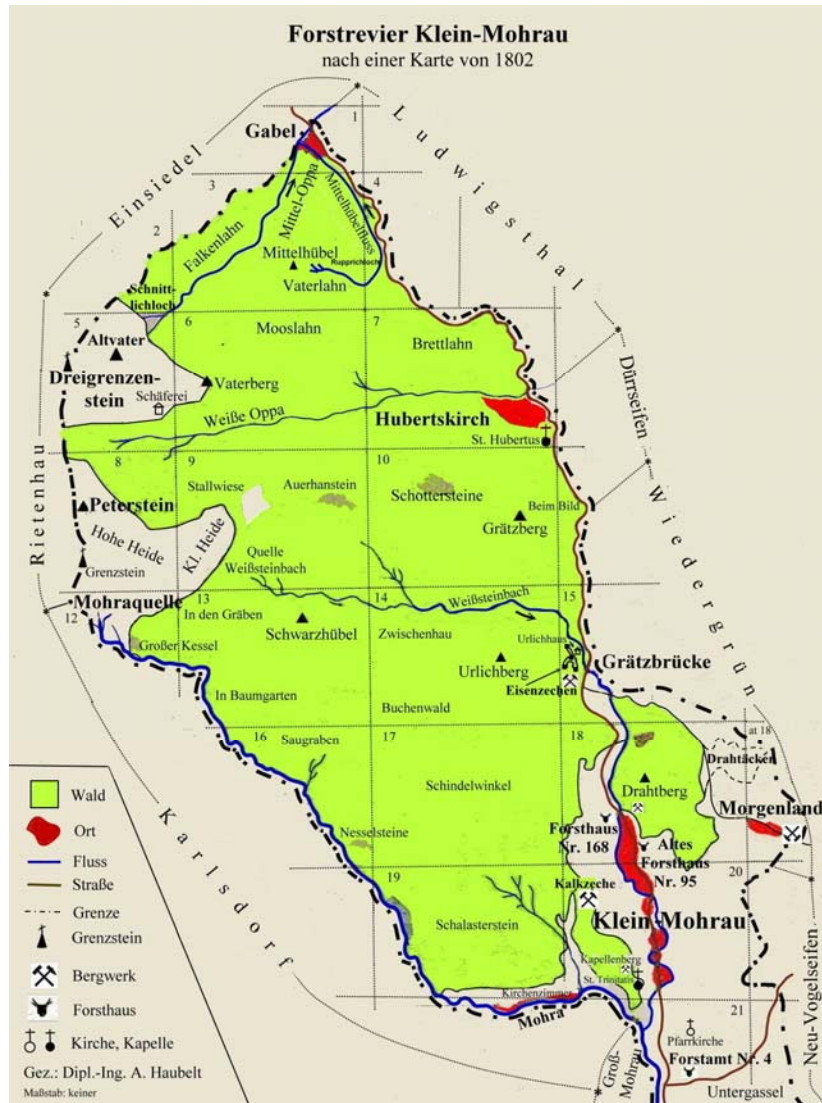 Forstrevier Klein-Mohrau
nach einer Karte von 1802
Gabel
1
Ludwigsthal
Einsiedel
3
4
Mittel-Oppa
Mittelhübelfluss
2
Falkenlahn
Mittelhübel
Rupprichloch
Vaterlahn
Schnitt-
lichloch
5
6
7
Mooslahn
Altvater
Brettlahn
Dreigrenzen-
stein
Vaterberg
Schäferei
Dürrseifen
Weiße Oppa
Hubertskirch
St. Hubertus
8
9
10
Stallwiese
Auerhanstein
Schottersteine
Wiedergrün
Rietenhau
Peterstein
Beim Bild
Grätzberg
Hohe Heide
Kl. Heide
Quelle
Weißsteinbach
Grenzstein
Mohraquelle
12
13
14
Weißsteinbach
15
In den Gräben
Schwarzhübel
Zwischenhau
Urlichhaus
Großer Kessel
Urlichberg
Grätzbrücke
Eisenzechen
In Baumgarten
Buchenwald
16
17
18
at 18
Saugraben
Drahtäcker
Schindelwinkel
Drahtberg
Morgenland
Wald
Ort
Fluss
Straße
Grenze
Grenzstein
Bergwerk
Forsthaus
Kirche, Kapelle
Gez.: Dipl.-Ing. A. Haubelt
Maßstab: keiner
Karlsdorf
Nesselsteine
Forsthaus
Nr. 168
Altes
Forsthaus
Nr. 95
20
19
Kalkzeche
Klein-Mohrau
Schalasterstein
Kapellenberg
St. Trinitatis
Kirchenzimmer
Mohra
21
Neu-Vogelseifen
Groß-
Mohrau
Pfarrkirche
Forstamt Nr. 4
Untergassel